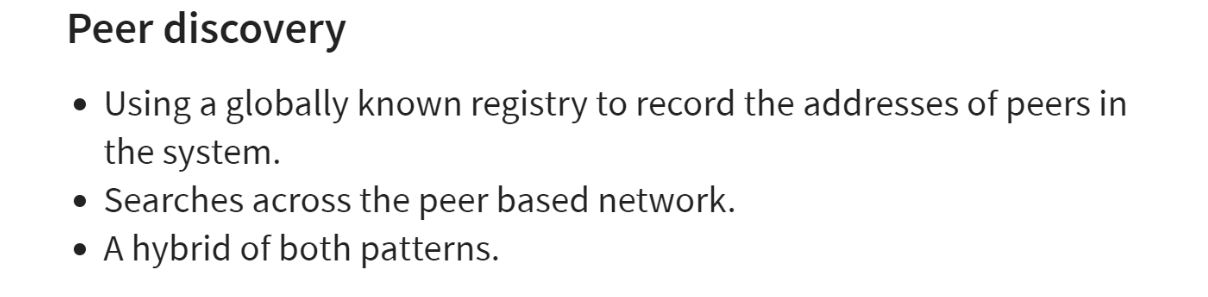 Peer discovery
• Using a globally known registry to record the addresses of peers in
the system.
• Searches across the peer based network.
• A hybrid of both patterns.